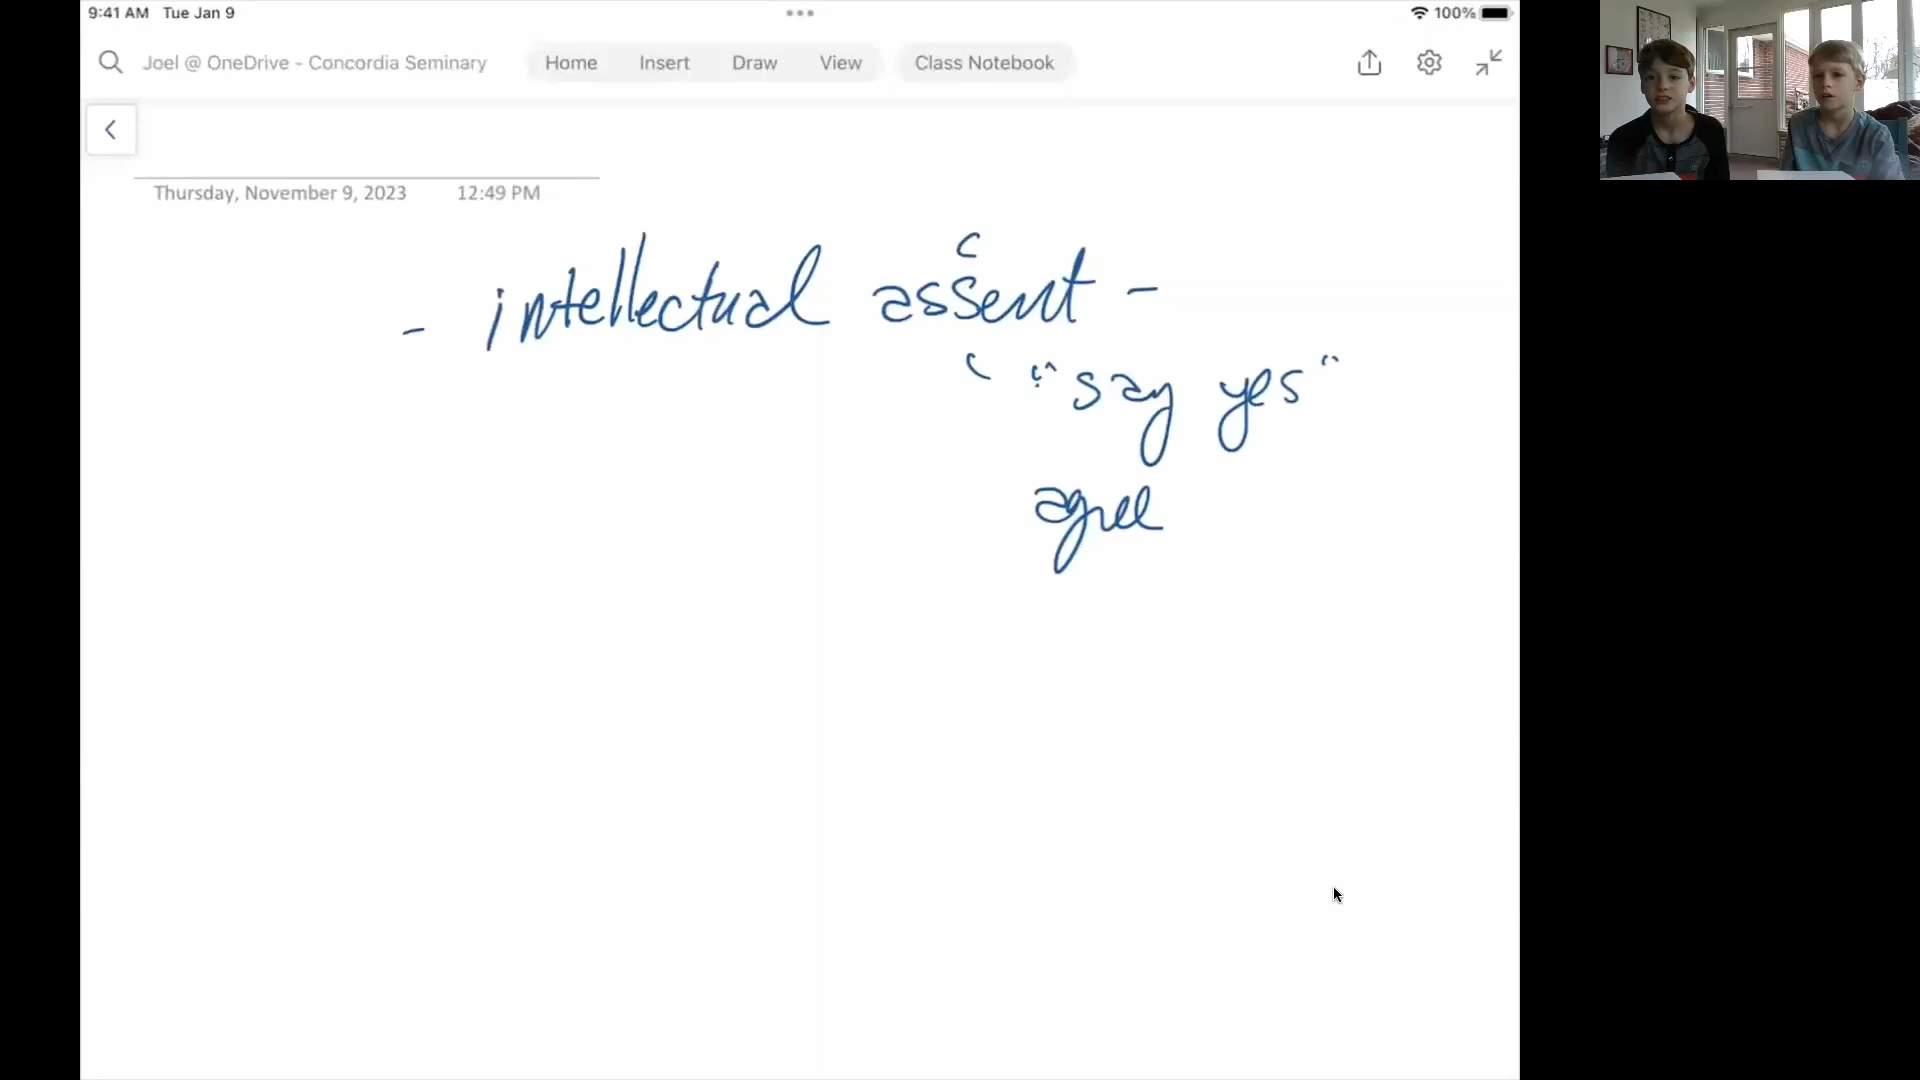 9:41 AM Tue Jan 9
100%
Joel @ OneDrive - Concordia Seminary Home Insert Draw View Class Notebook
Thursday, November 9, 2023 12:49 PM
- intellectual assent -
"say yes"
agree